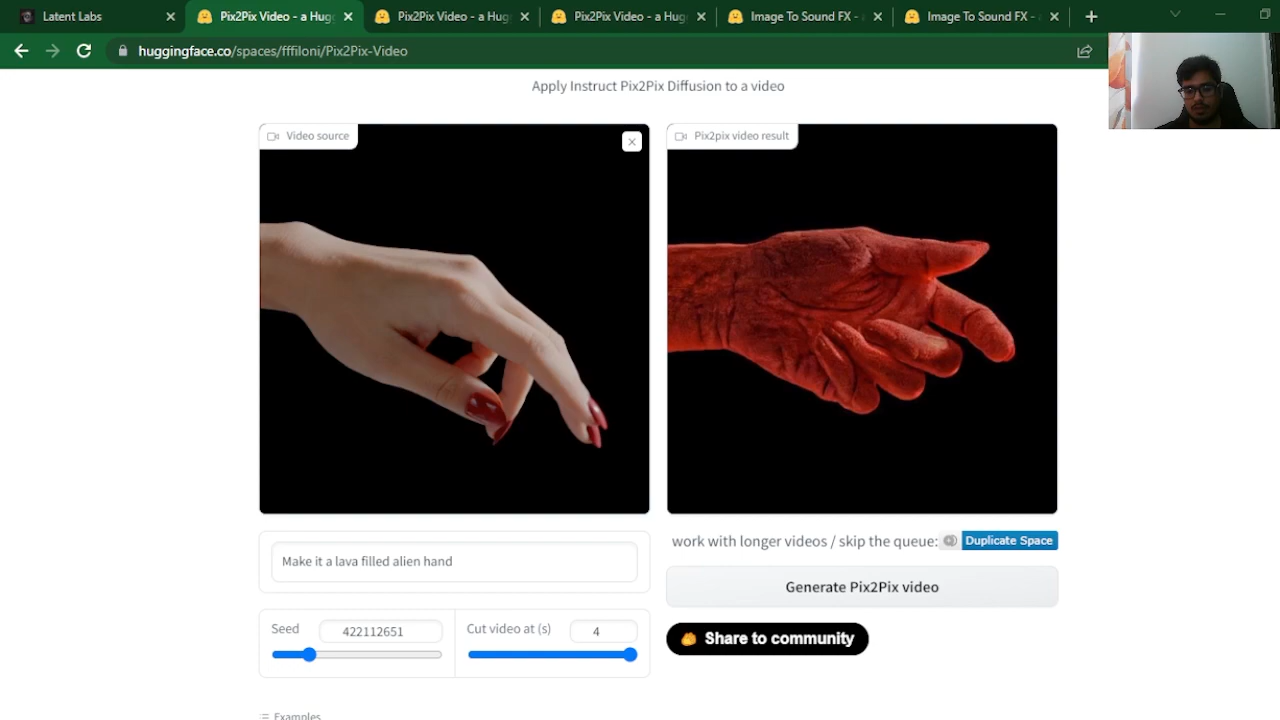 Latent Labs
Pix2Pix Video - a Hug
Pix2Pix Video - a Hug
Pix2Pix Video - a Hug
Image To Sound FX -
Image To Sound FX -
huggingface.co/spaces/fffiloni/Pix2Pix-Video
Apply Instruct Pix2Pix Diffusion to a video
Video source
Pix2pix video result
work with longer videos / skip the queue:
Duplicate Space
Make it a lava filled alien hand
Generate Pix2Pix video
Seed
422112651
Cut video at (s)
4
Share to community
Examples